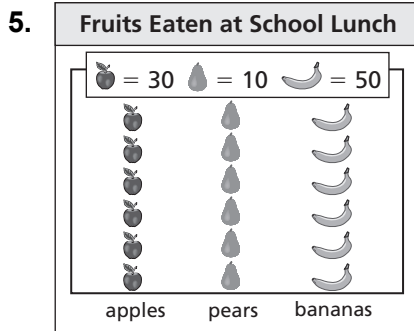 5.
Fruits Eaten at School Lunch
= 30 = 10 = 50
apples pears bananas